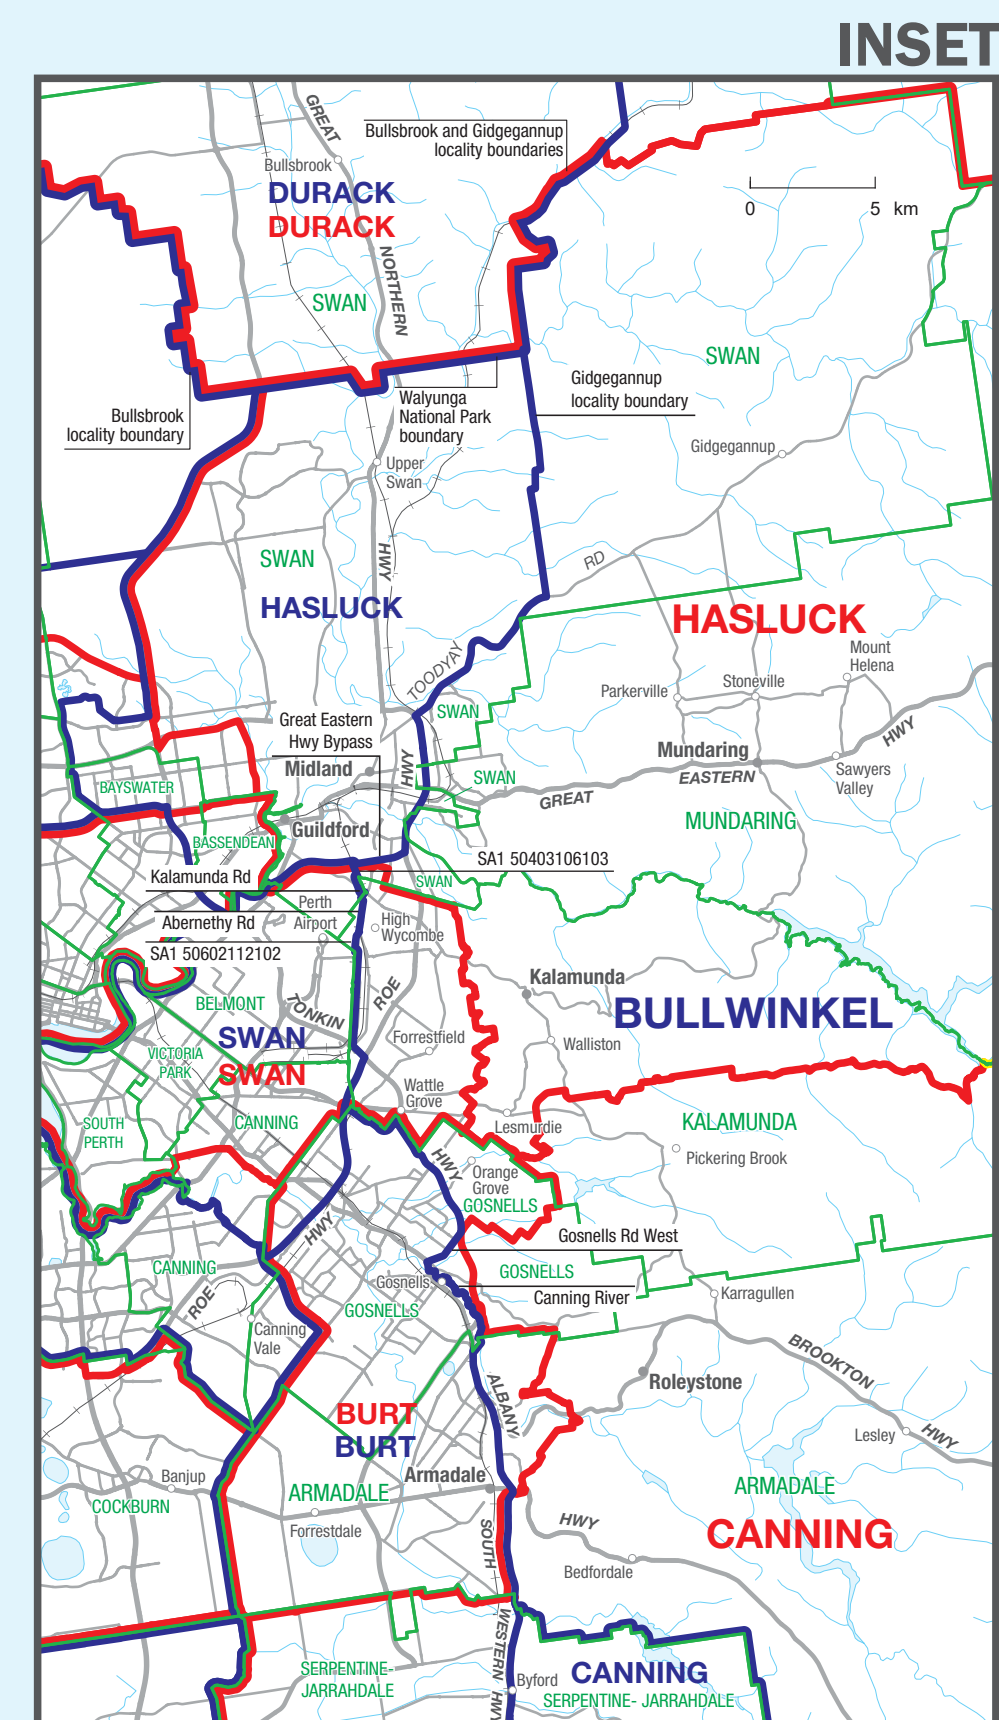 INSET
GREAT
Bullsbrook and Gidgegannup
locality boundaries
Bullsbrook
DURACK
DURACK
0 5 km
NORTHERN
SWAN
SWAN
Gidgegannup
locality boundary
Walyunga
National Park
boundary
Bullsbrook
locality boundary
Gidgegannup
Upper
Swan
SWAN
HWY
RD
HASLUCK
HASLUCK
TOODYAY
Mount
Helena
Stoneville
Parkerville
SWAN
Great Eastern
Hwy Bypass
HWY
Mundaring
HWY
Midland
SWAN
EASTERN
Sawyers
Valley
BAYSWATER
GREAT
MUNDARING
Guildford
BASSENDEAN
SA1 50403106103
Kalamunda Rd
SWAN
Perth
Airport
Abernethy Rd
High
Wycombe
SA1 50602112102
Kalamunda
BELMONT
TONKIN
ROE
BULLWINKEL
SWAN
Forrestfield
Walliston
VICTORIA
PARK
SWAN
Wattle
Grove
SOUTH
PERTH
CANNING
Lesmurdie
KALAMUNDA
Pickering Brook
HWY
Orange
Grove
GOSNELLS
HWY
Gosnells Rd West
CANNING
GOSNELLS
Gosnells
ROE
GOSNELLS
Canning River
Karragullen
Canning
Vale
BROOKTON
ALBANY
Roleystone
BURT
BURT
Lesley
HWY
Armadale
Banjup
COCKBURN
ARMADALE
ARMADALE
Forrestdale
SOUTH
HWY
CANNING
Bedfordale
WESTERN
SERPENTINE-
JARRAHDALE
CANNING
Byford
SERPENTINE- JARRAHDALE
HWY